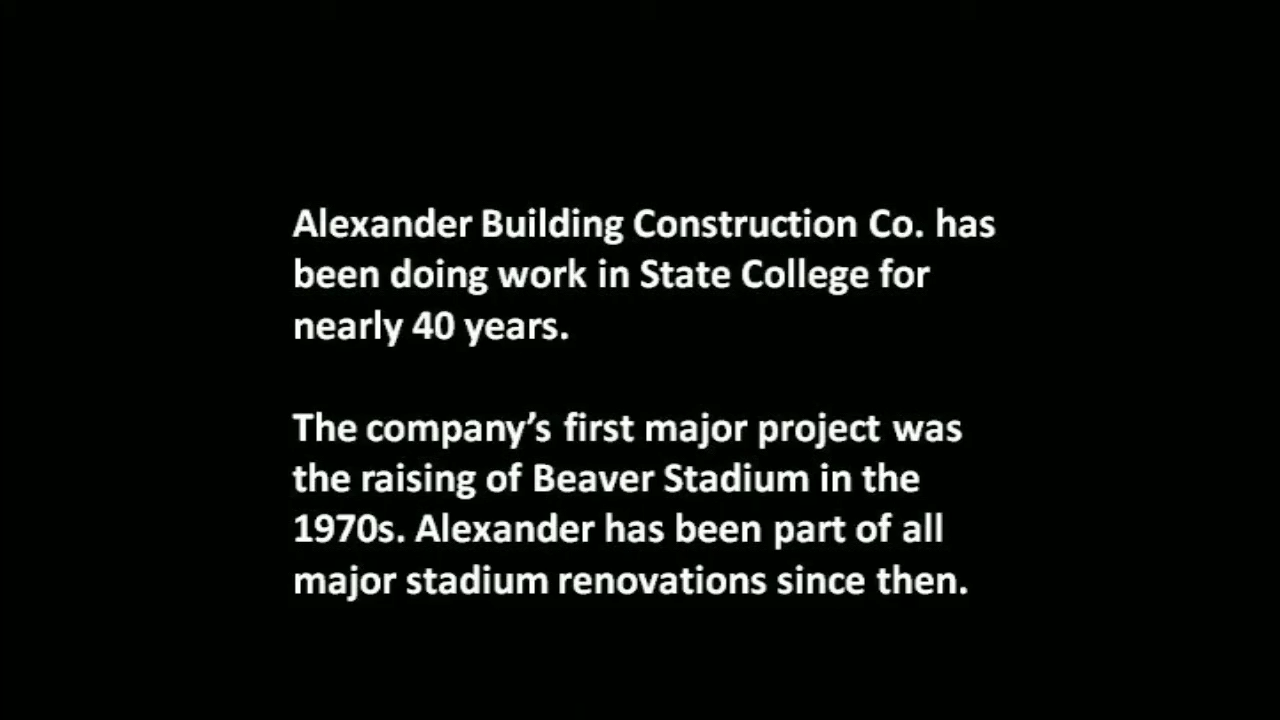 Alexander Building Construction Co. has
been doing work in State College for
nearly 40 years.
The company’s first major project was
the raising of Beaver Stadium in the
1970s. Alexander has been part of all
major stadium renovations since then.